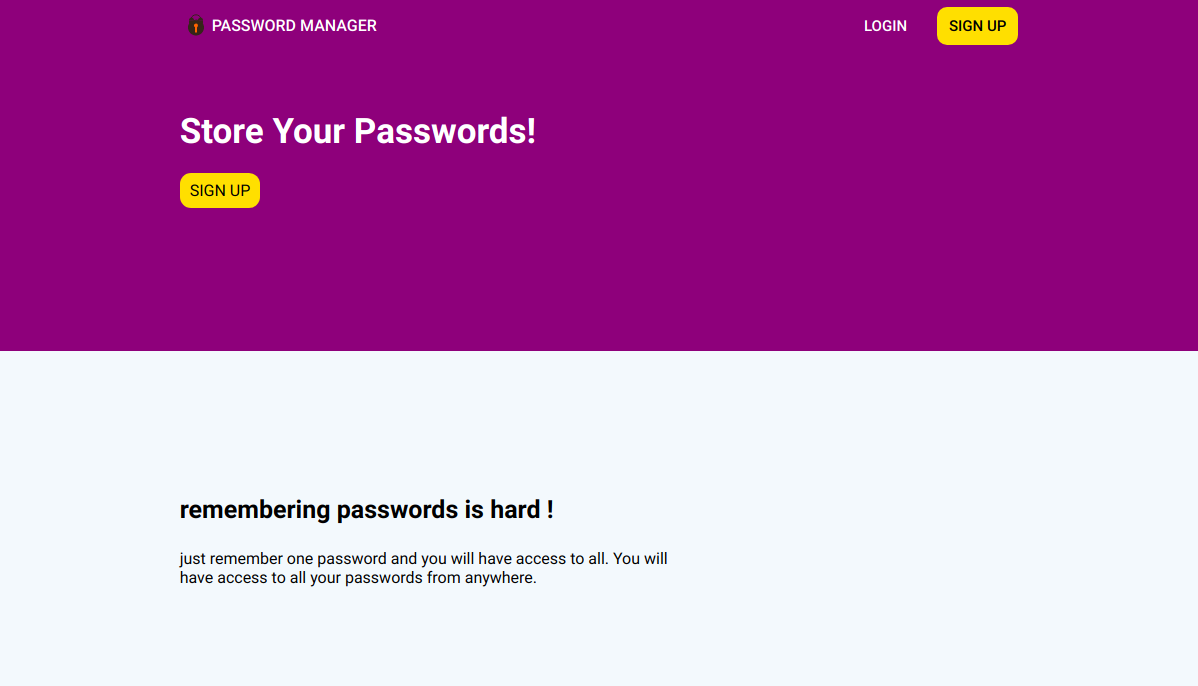 PASSWORD MANAGER
LOGIN
SIGN UP
Store Your Passwords!
SIGN UP
remembering passwords is hard !
just remember one password and you will have access to all. You will
have access to all your passwords from anywhere.